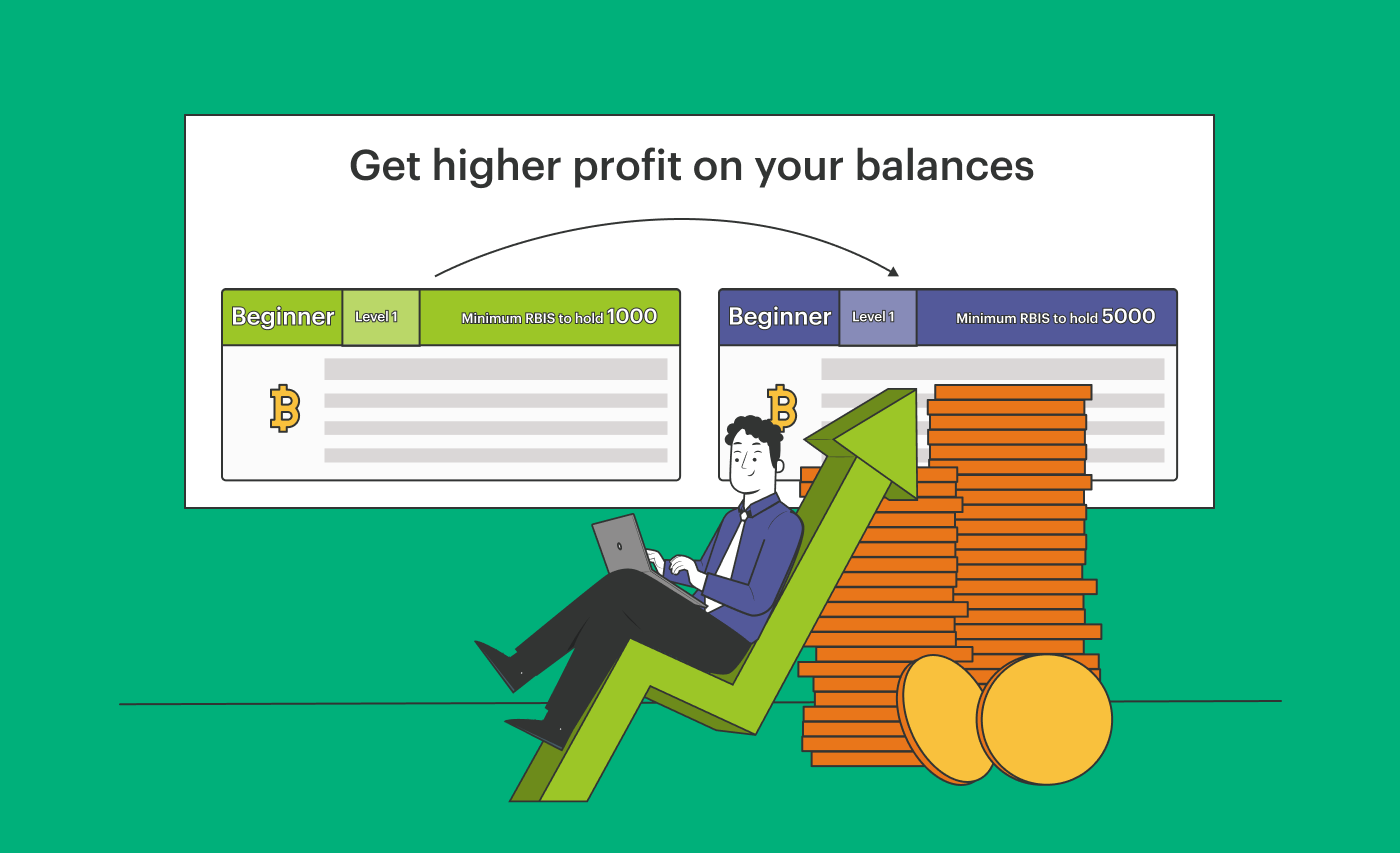 Get higher profit on your balances
Beginner Level 1 Minimum RBIS to hold 1000
Beginner Level 1 Minimum RBIS to hold 5000